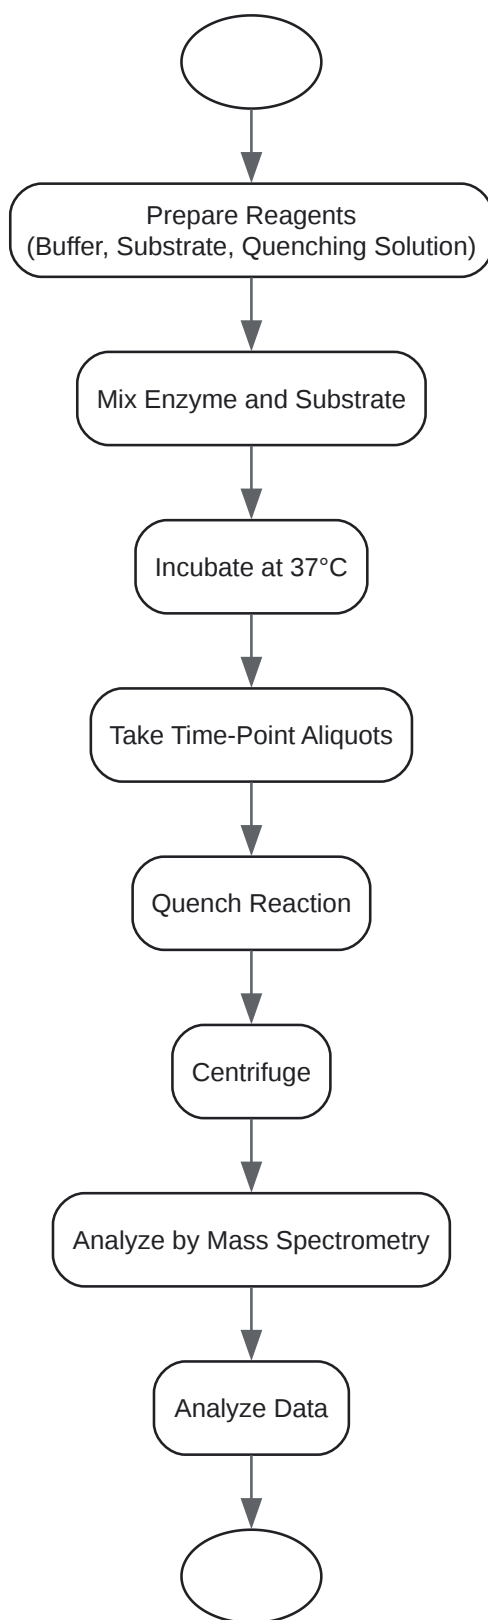 Prepare Reagents
(Buffer, Substrate, Quenching Solution)
Mix Enzyme and Substrate
Incubate at 37°C
Take Time-Point Aliquots
Quench Reaction
Centrifuge
Analyze by Mass Spectrometry
Analyze Data